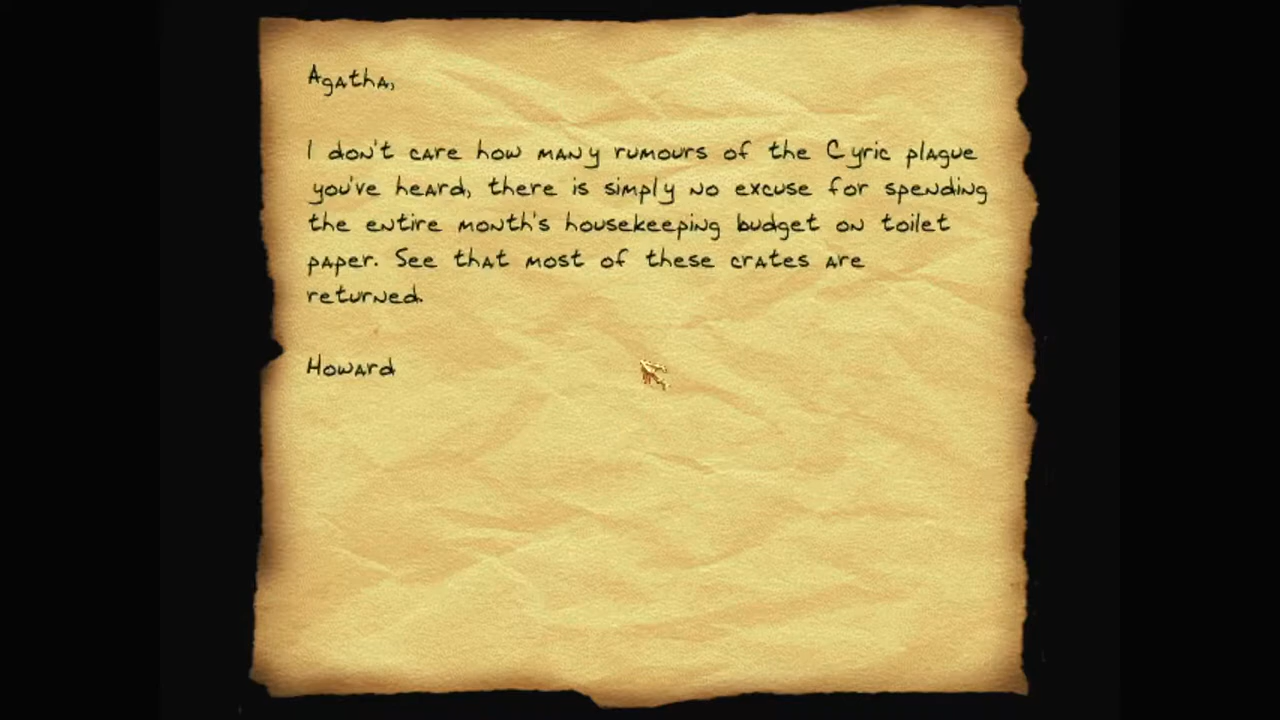 Agatha,
I don't care how many rumours of the Cyric plague
you've heard, there is simply no excuse for spending
the entire month's housekeeping budget on toilet
paper. See that most of these crates are
returned.
Howard